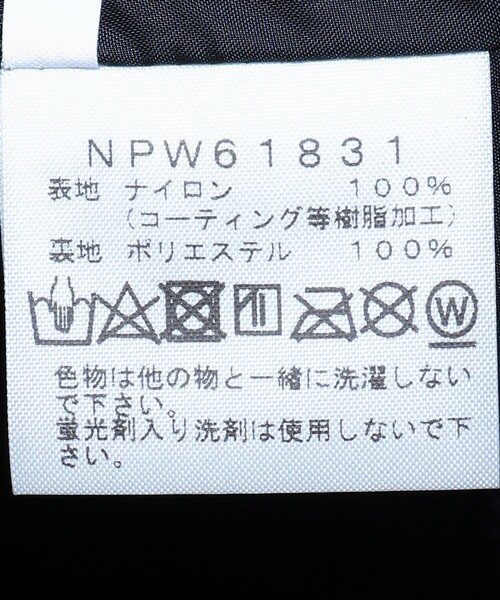 NPW61831
表地 ナイロン 100%
(コーティング等樹脂加工)
裏地 ポリエステル 100%
W
色物は他の物と一緒に洗濯しない
で下さい。
蛍光剤入り洗剤は使用しないで下
さい。